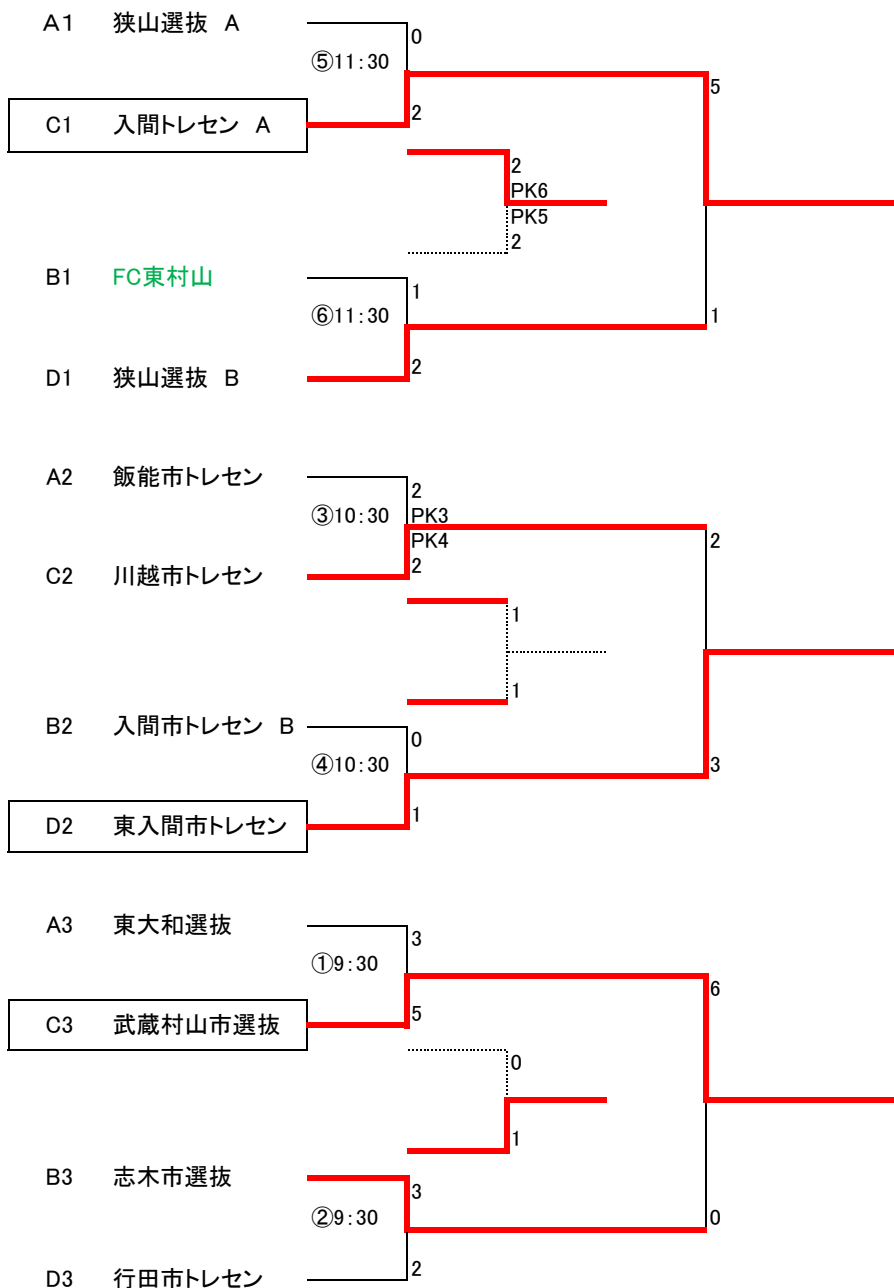 A1 狭山選抜 A
0
⑤11:30
5
2
C1 入間トレセン A
2
PK6
PK5
2
B1 FC東村山
1
⑥11:30
1
2
D1 狭山選抜 B
A2 飯能市トレセン
2
③10:30 PK3
PK4
2
2
C2 川越市トレセン
1
1
B2 入間市トレセン B
0
④10:30
3
1
D2 東入間市トレセン
A3 東大和選抜
3
①9:30
6
5
C3 武蔵村山市選抜
0
1
B3 志木市選抜
3
②9:30
0
2
D3 行田市トレセン